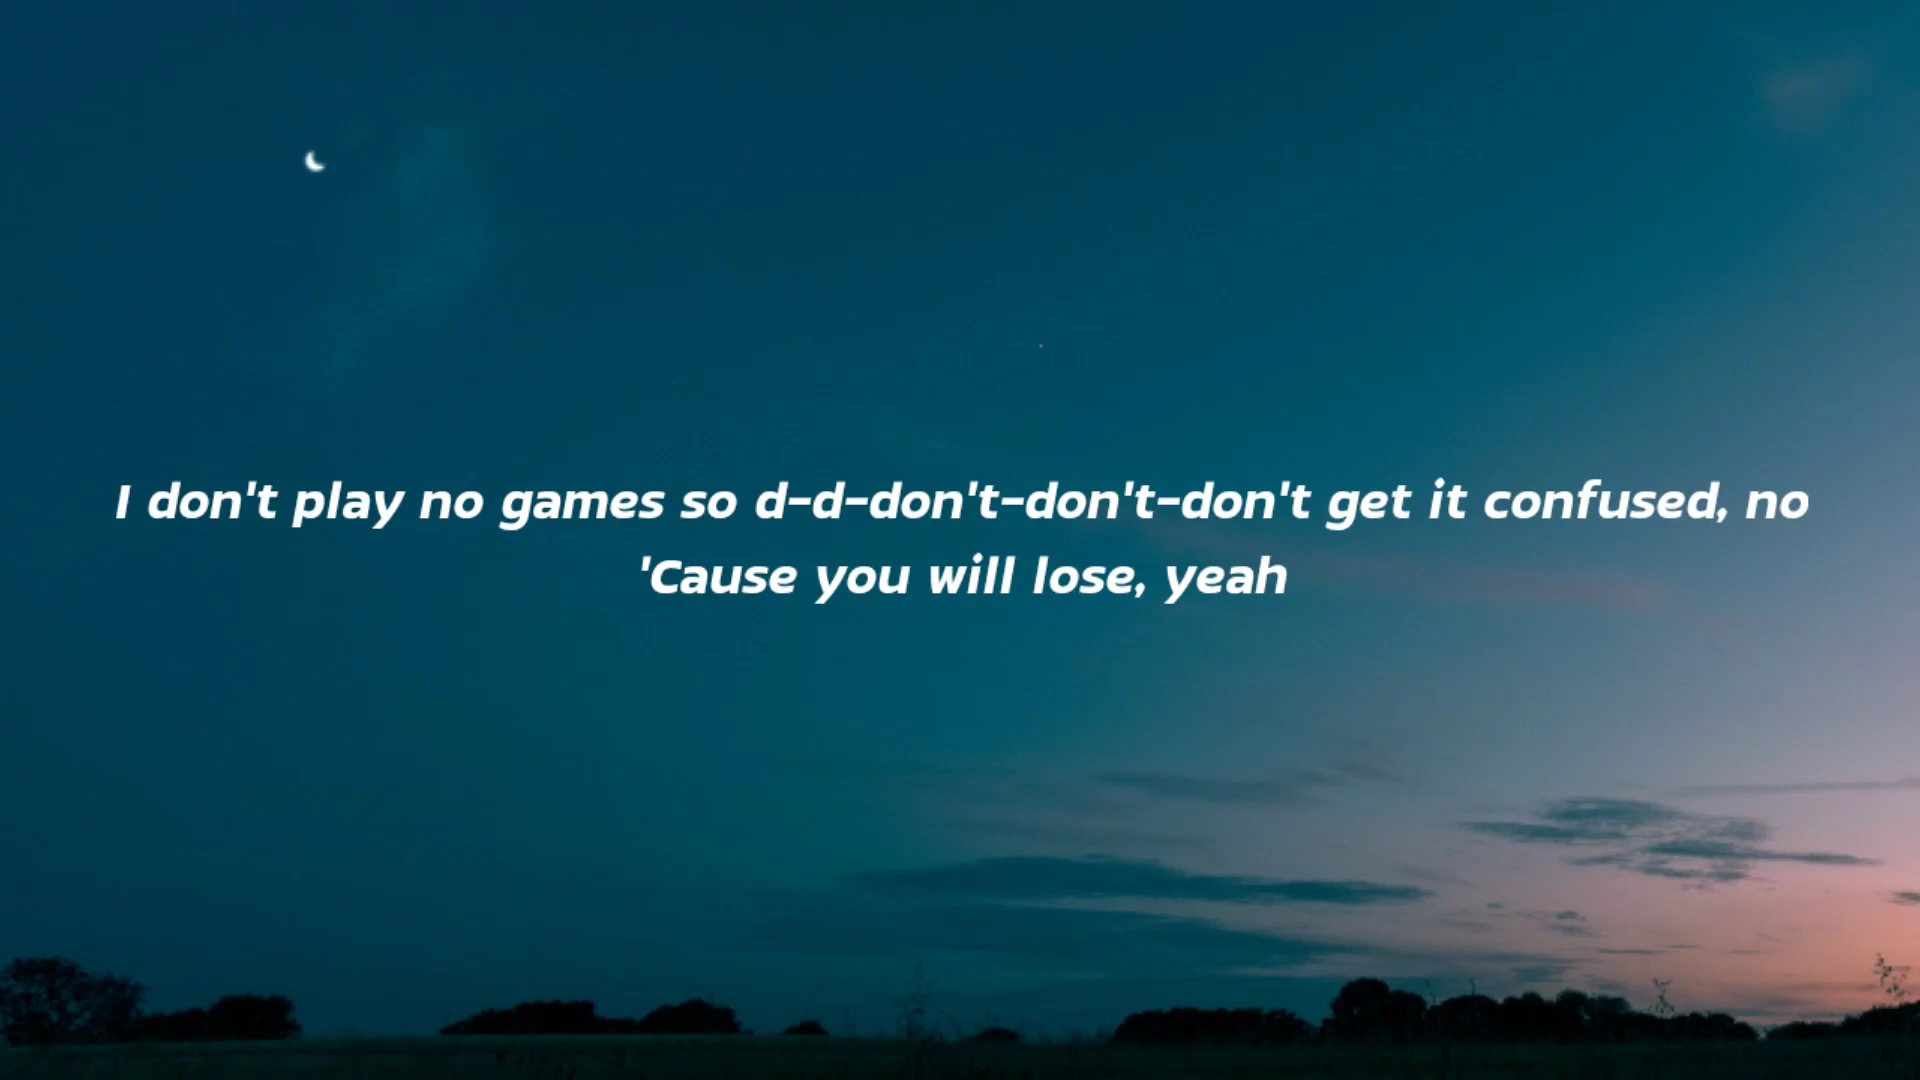 I don't play no games so d-d-don't-don't-don't get it confused, no
'Cause you will lose, yeah